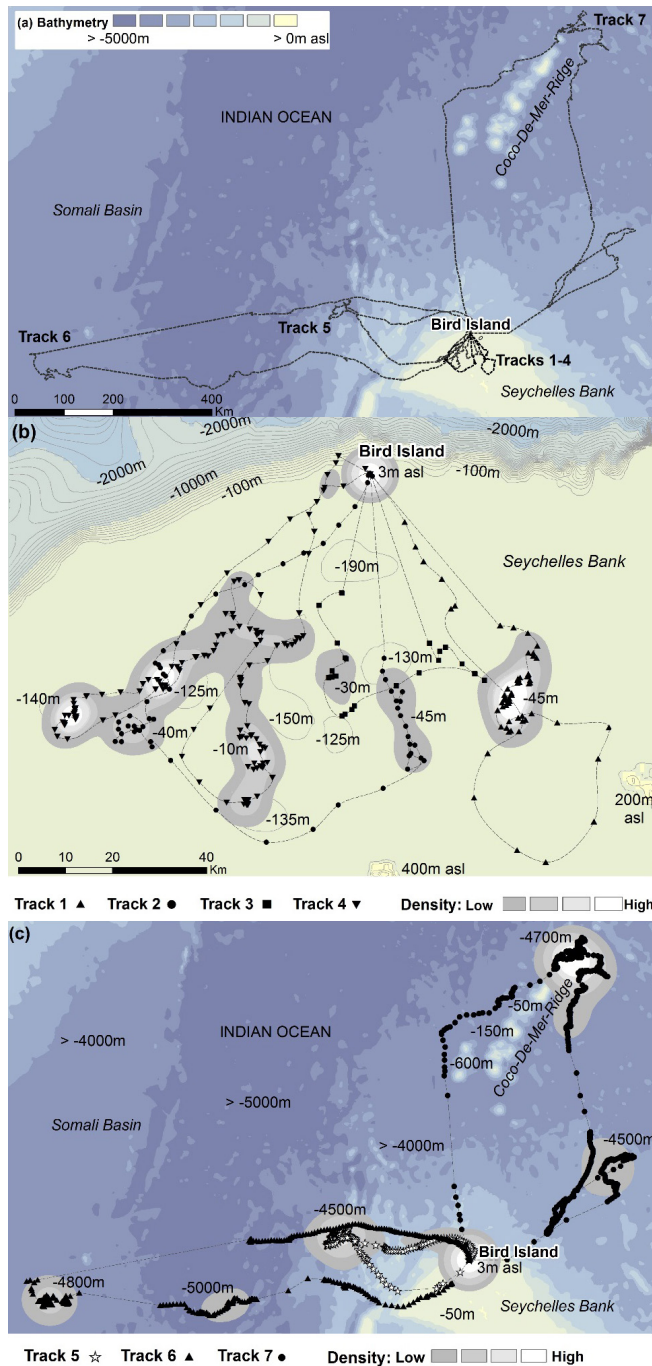 (a) Bathymetry
> -5000m > 0m asl
Track 7
INDIAN OCEAN
Coco-De-Mer-Ridge
Somali Basin
Track 6
Track 5
Bird Island
Tracks 1-4
Seychelles Bank
0 100 200 400
Km
(b)
-2000m
-2000m
Bird Island
3m asl
-100m
-2000m
-1000m
-100m
Seychelles Bank
-190m
-130m
-30m
-140m
-125m
-45m
-45m
-150m
-40m
-125m
-10m
-135m
200m
asl
400m asl
0 10 20 40
Km
Track 1 Track 2 Track 3 Track 4 Density: Low High
(c)
-4700m
-50m
INDIAN OCEAN
-150m
Coco-De-Mer-Ridge
> -4000m
-600m
> -5000m
Somali Basin
> -4000m
-4500m
-4500m
Bird Island
3m asl
-4800m
-5000m
-50m
Seychelles Bank
Track 5 Track 6 Track 7 Density: Low High